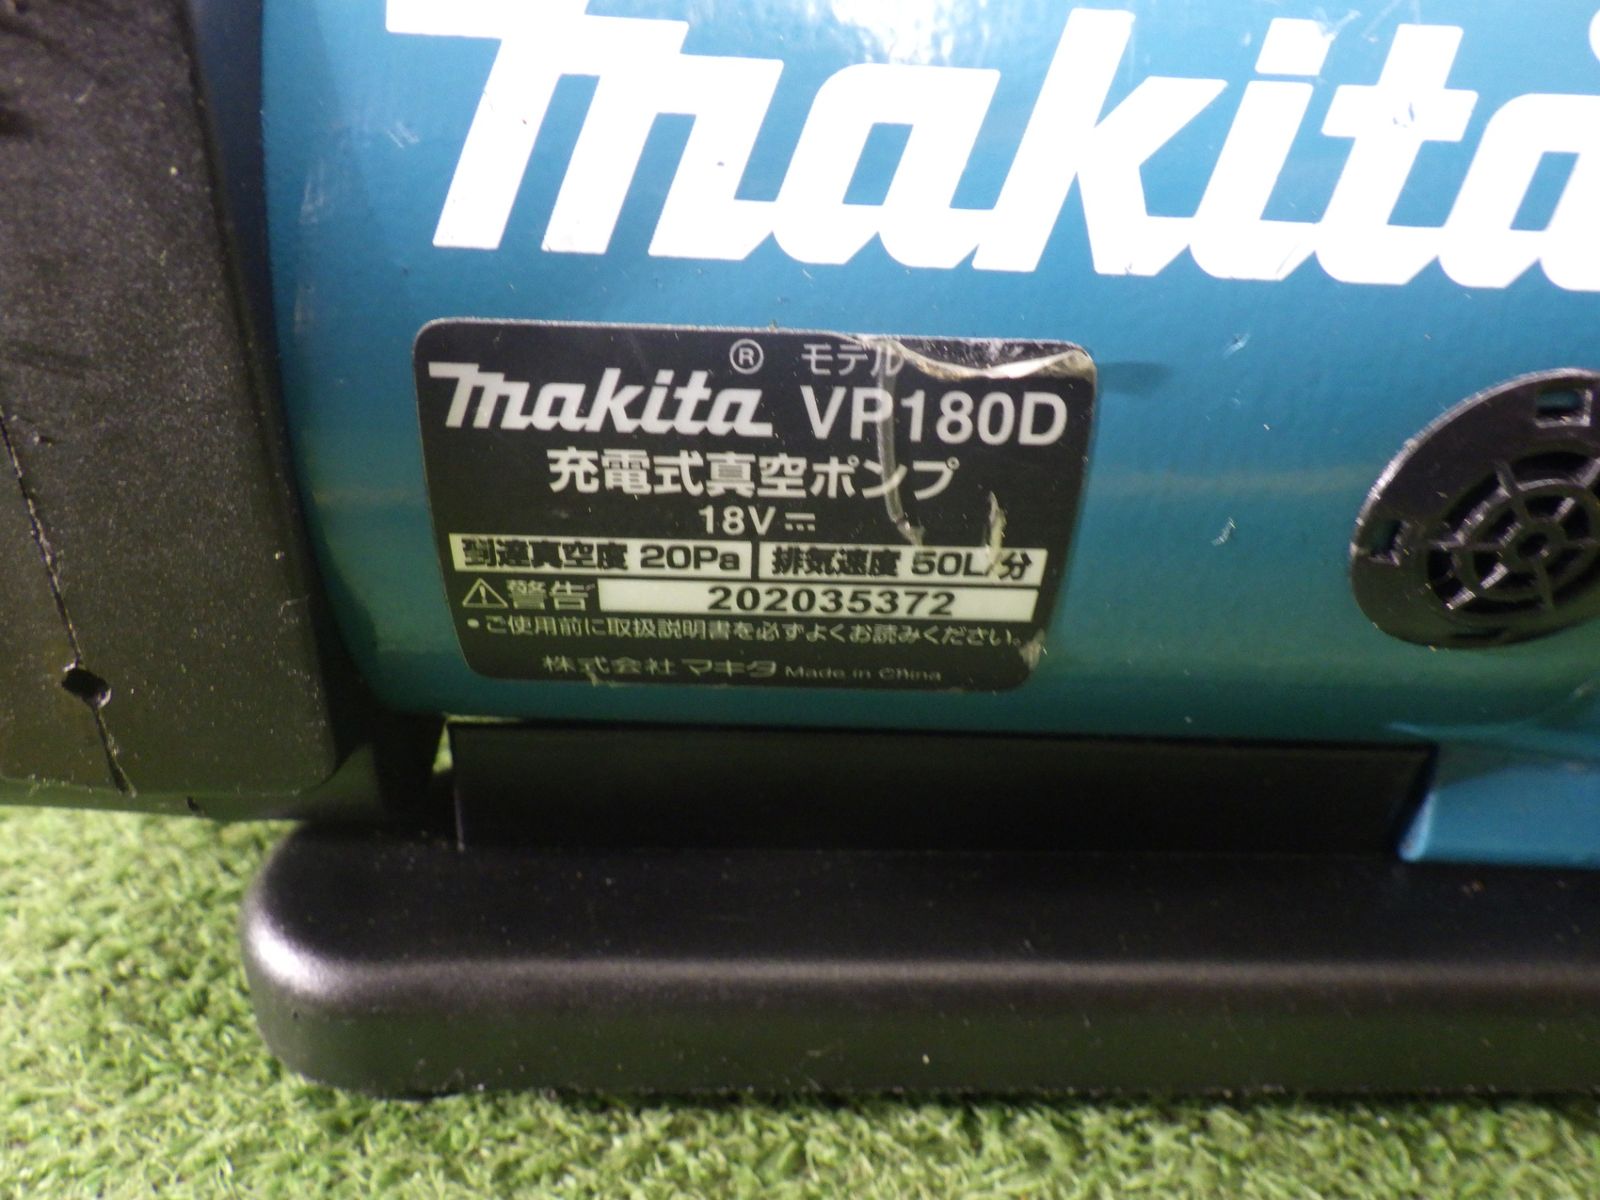 makita
® モデル
makita VP180D
充電式真空ポンプ
18V⎓
到達真空度 20Pa 排気速度 50L/分
⚠警告 202035372
・ご使用前に取扱説明書を必ずよくお読みください。
株式会社 マキタ Made in China